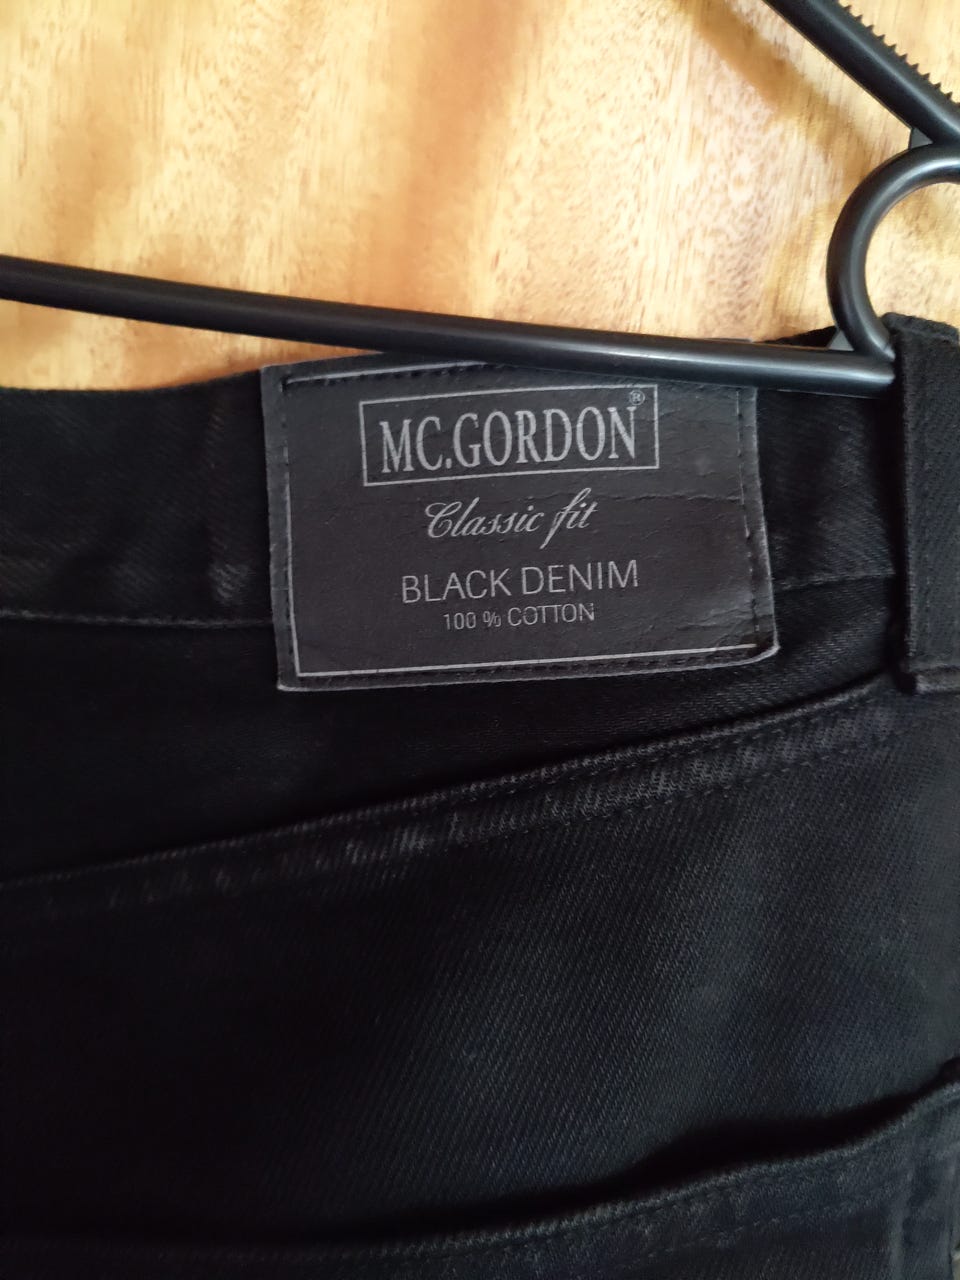 MC.GORDON®
Classic fit
BLACK DENIM
100 % COTTON